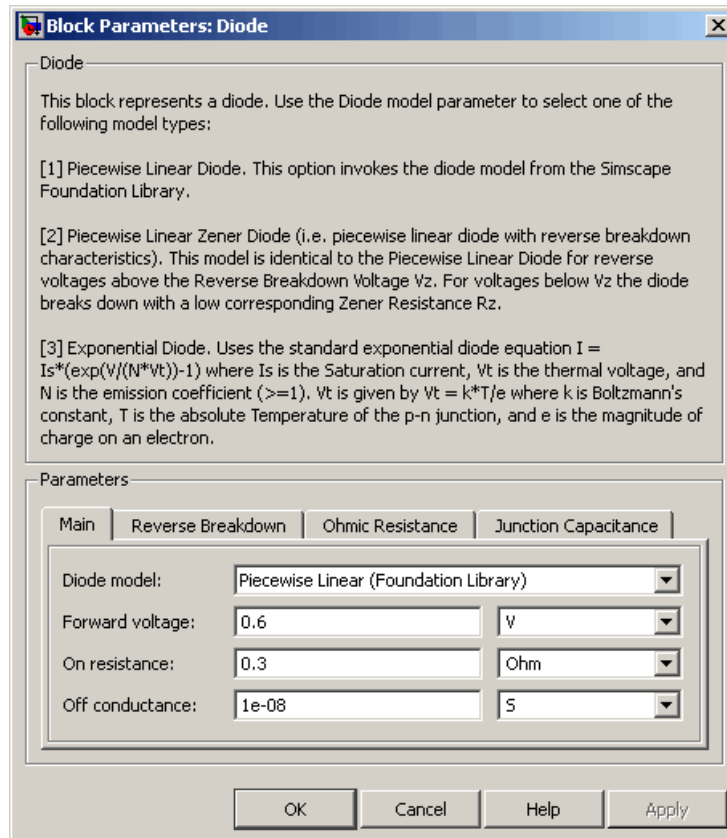 Block Parameters: Diode
Diode
This block represents a diode. Use the Diode model parameter to select one of the
following model types:
[1] Piecewise Linear Diode. This option invokes the diode model from the Simscape
Foundation Library.
[2] Piecewise Linear Zener Diode (i.e. piecewise linear diode with reverse breakdown
characteristics). This model is identical to the Piecewise Linear Diode for reverse
voltages above the Reverse Breakdown Voltage Vz. For voltages below Vz the diode
breaks down with a low corresponding Zener Resistance Rz.
[3] Exponential Diode. Uses the standard exponential diode equation I =
Is*(exp(V/(N*Vt))-1) where Is is the Saturation current, Vt is the thermal voltage, and
N is the emission coefficient (>=1). Vt is given by Vt = k*T/e where k is Boltzmann's
constant, T is the absolute Temperature of the p-n junction, and e is the magnitude of
charge on an electron.
Parameters
Main Reverse Breakdown Ohmic Resistance Junction Capacitance
Diode model: Piecewise Linear (Foundation Library)
Forward voltage: 0.6 V
On resistance: 0.3 Ohm
Off conductance: 1e-08 S
OK Cancel Help Apply